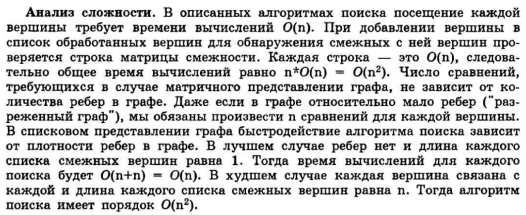 Анализ сложности. В описанных алгоритмах поиска посещение каждой
вершины требует времени вычислений O(n). При добавлении вершины в
список обработанных вершин для обнаружения смежных с ней вершин про-
веряется строка матрицы смежности. Каждая строка — это O(n), следова-
тельно общее время вычислений равно n*O(n) = O(n²). Число сравнений,
требующихся в случае матричного представлении графа, не зависит от ко-
личества ребер в графе. Даже если в графе относительно мало ребер ("раз-
реженный граф"), мы обязаны произвести n сравнений для каждой вершины.
В списковом представлении графа быстродействие алгоритма поиска зависит
от плотности ребер в графе. В лучшем случае ребер нет и длина каждого
списка смежных вершин равна 1. Тогда время вычислений для каждого
поиска будет O(n+n) = O(n). В худшем случае каждая вершина связана с
каждой и длина каждого списка смежных вершин равна n. Тогда алгоритм
поиска имеет порядок O(n²).